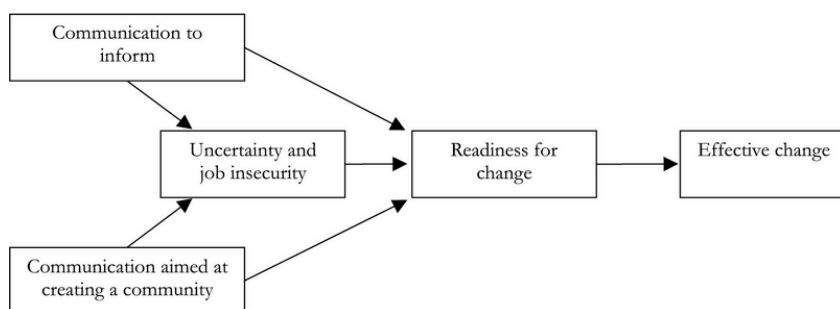 Communication to
inform
Uncertainty and
job insecurity
Readiness for
change
Effective change
Communication aimed at
creating a community